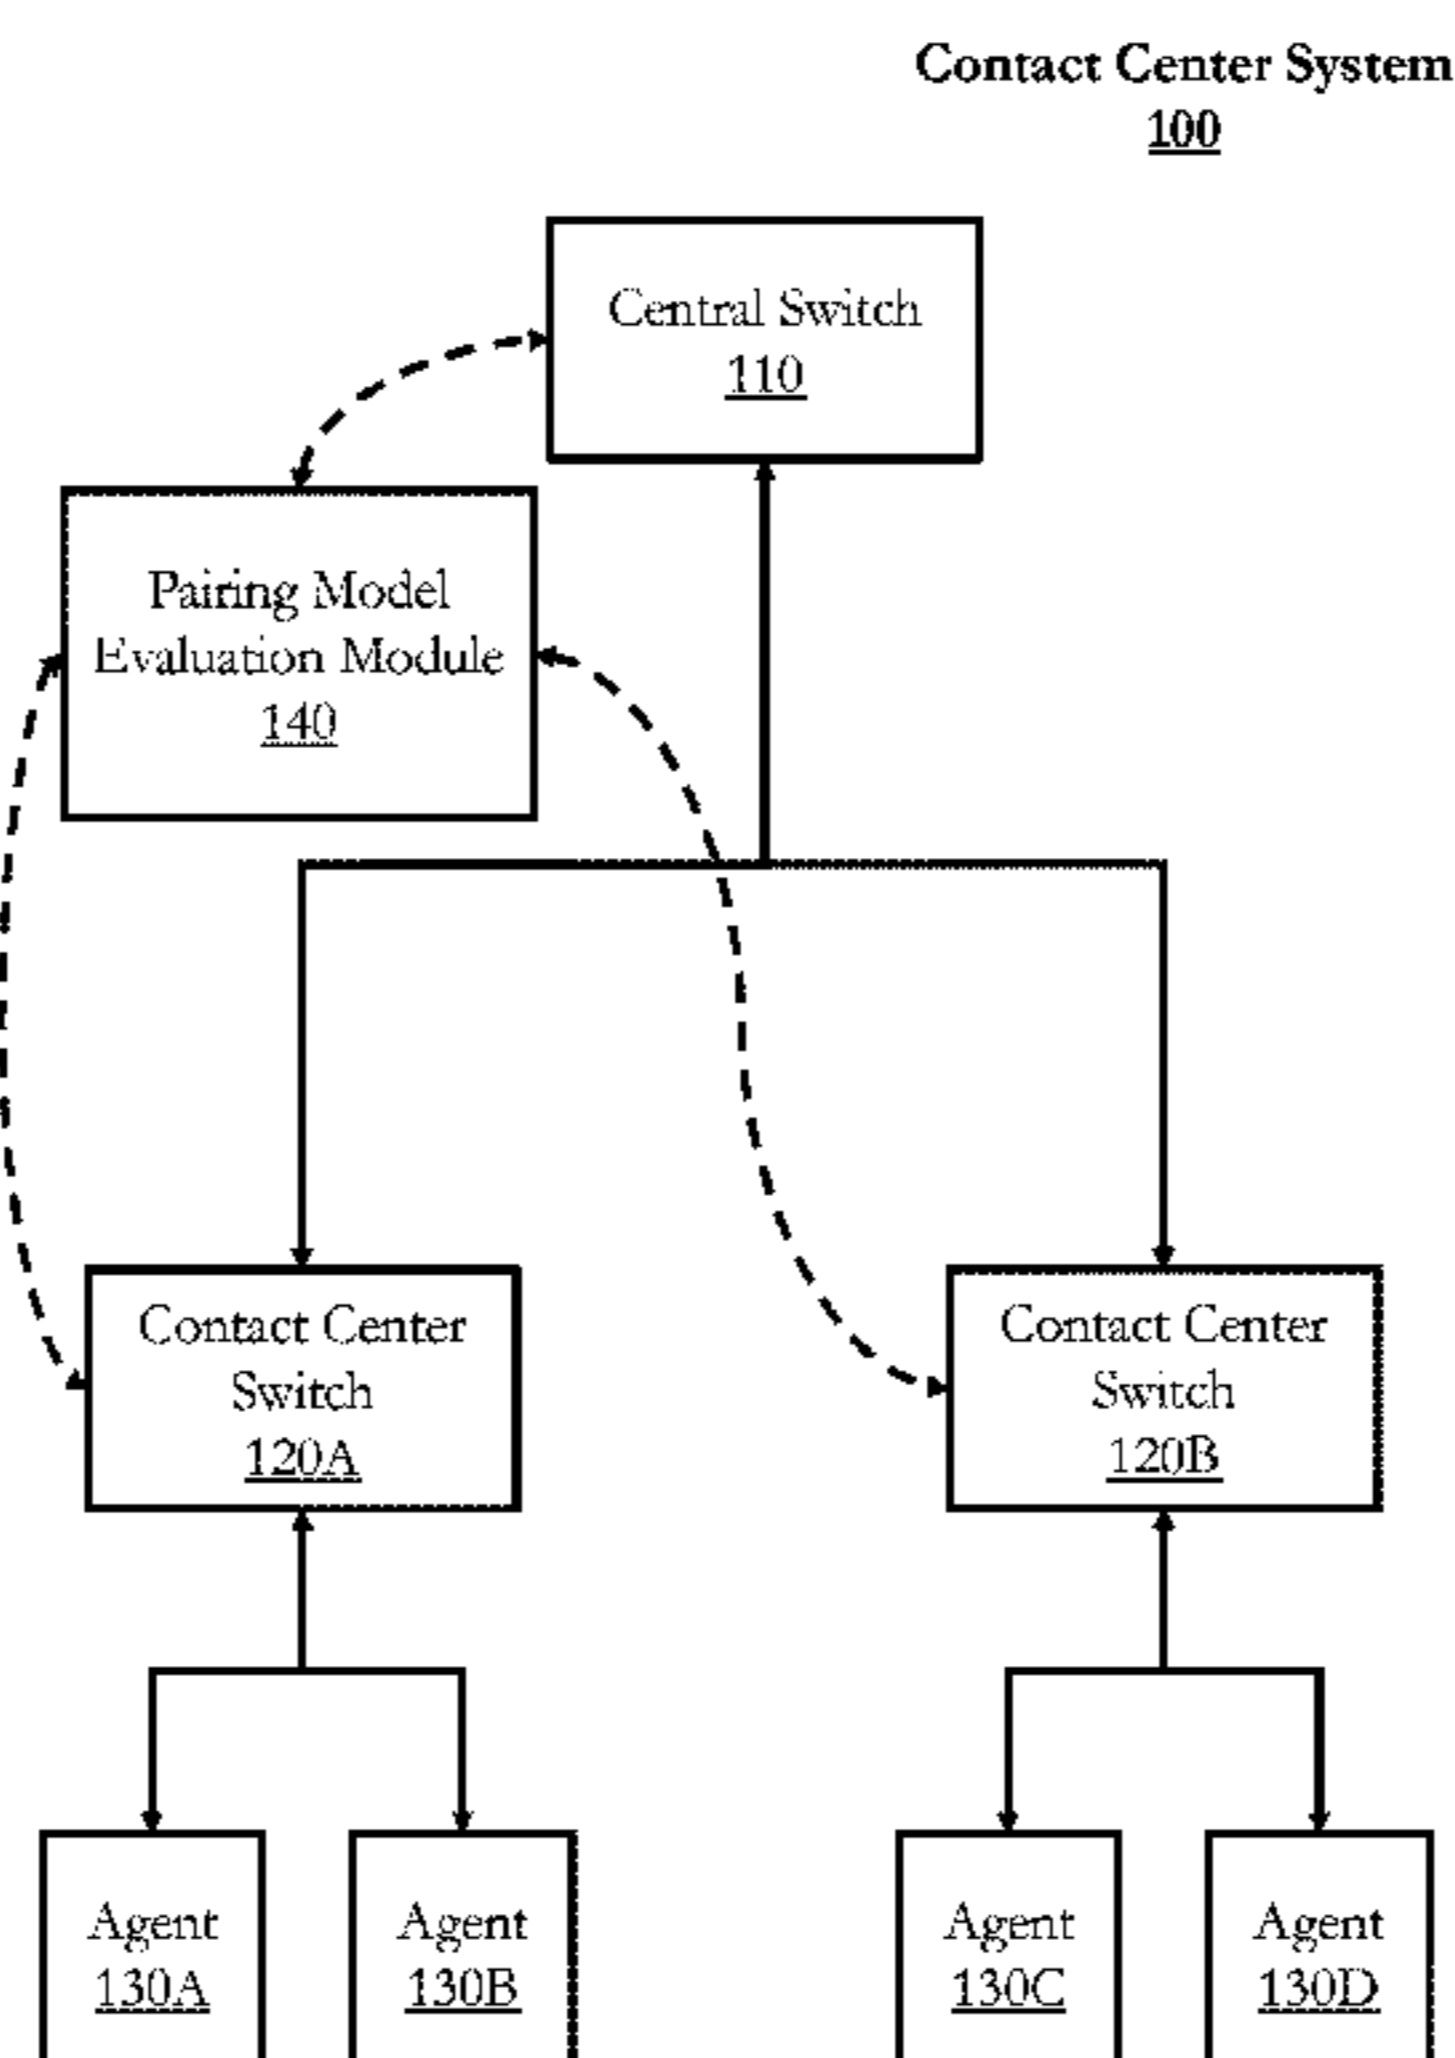 Contact Center System
100
Central Switch
110
Pairing Model
Evaluation Module
140
Contact Center
Switch
120A
Contact Center
Switch
120B
Agent
130A
Agent
130B
Agent
130C
Agent
130D